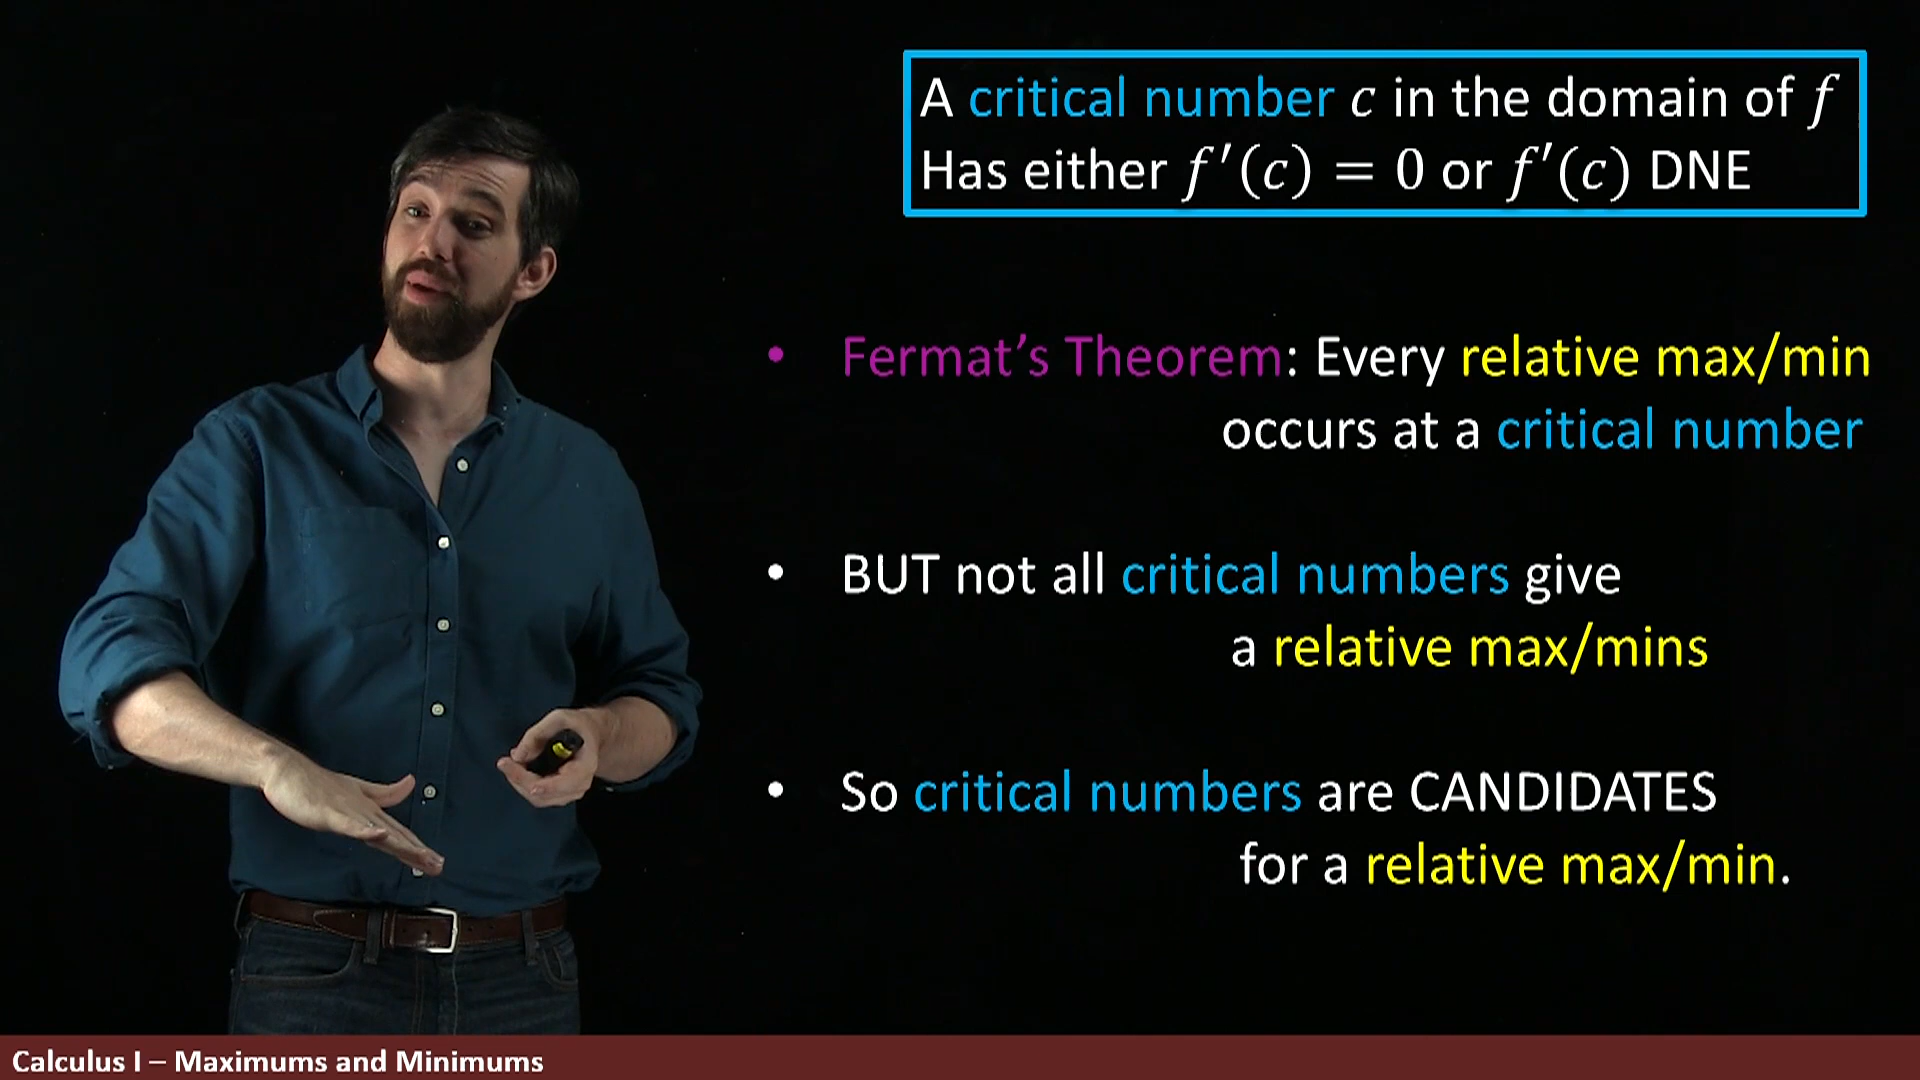 A critical number c in the domain of f
Has either f′(c) = 0 or f′(c) DNE
• Fermat’s Theorem: Every relative max/min
occurs at a critical number
• BUT not all critical numbers give
a relative max/mins
• So critical numbers are CANDIDATES
for a relative max/min.
Calculus I – Maximums and Minimums